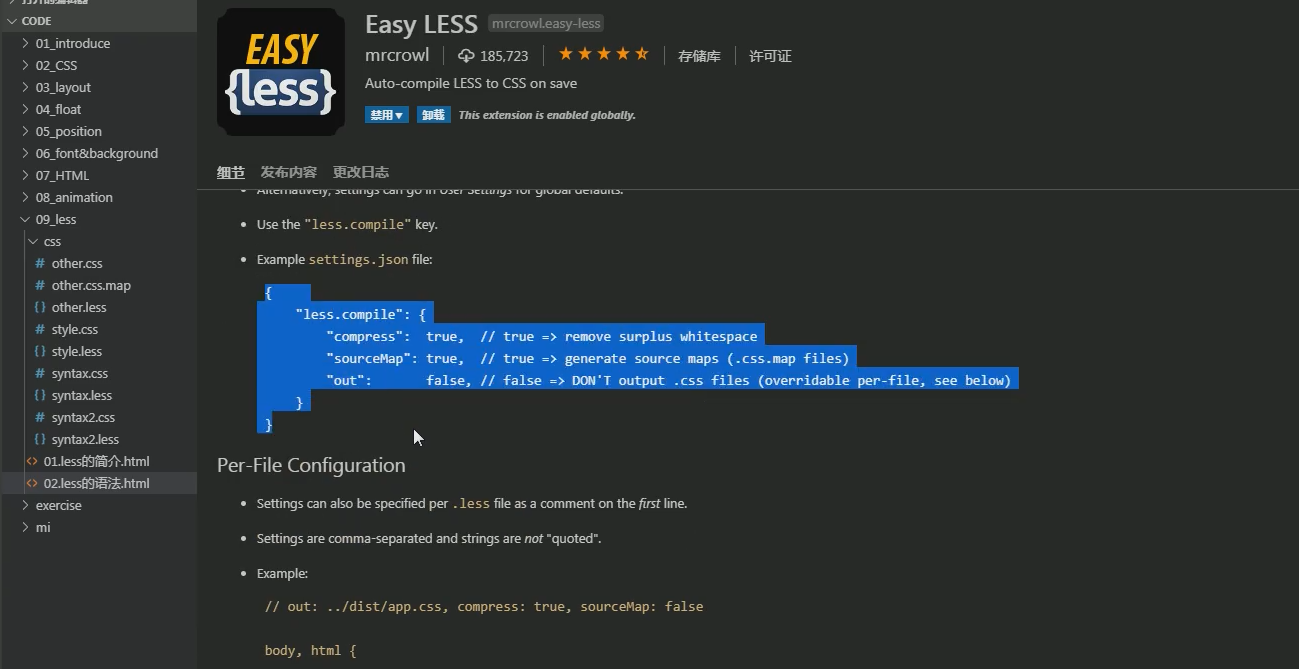 CODE
01_introduce
02_CSS
03_layout
04_float
05_position
06_font&background
07_HTML
08_animation
09_less
css
other.css
other.css.map
other.less
style.css
style.less
syntax.css
syntax.less
syntax2.css
syntax2.less
01.less的简介.html
02.less的语法.html
exercise
mi
EASY
{less}
Easy LESS mrcrowl.easy-less
mrcrowl 185,723 存储库 许可证
Auto-compile LESS to CSS on save
禁用 卸载 This extension is enabled globally.
细节 发布内容 更改日志
Alternatively, settings can go in User Settings for global defaults.
Use the "less.compile" key.
Example settings.json file:
{
"less.compile": {
"compress": true, // true => remove surplus whitespace
"sourceMap": true, // true => generate source maps (.css.map files)
"out": false, // false => DON'T output .css files (overridable per-file, see below)
}
}
Per-File Configuration
Settings can also be specified per .less file as a comment on the first line.
Settings are comma-separated and strings are not "quoted".
Example:
// out: ../dist/app.css, compress: true, sourceMap: false
body, html {